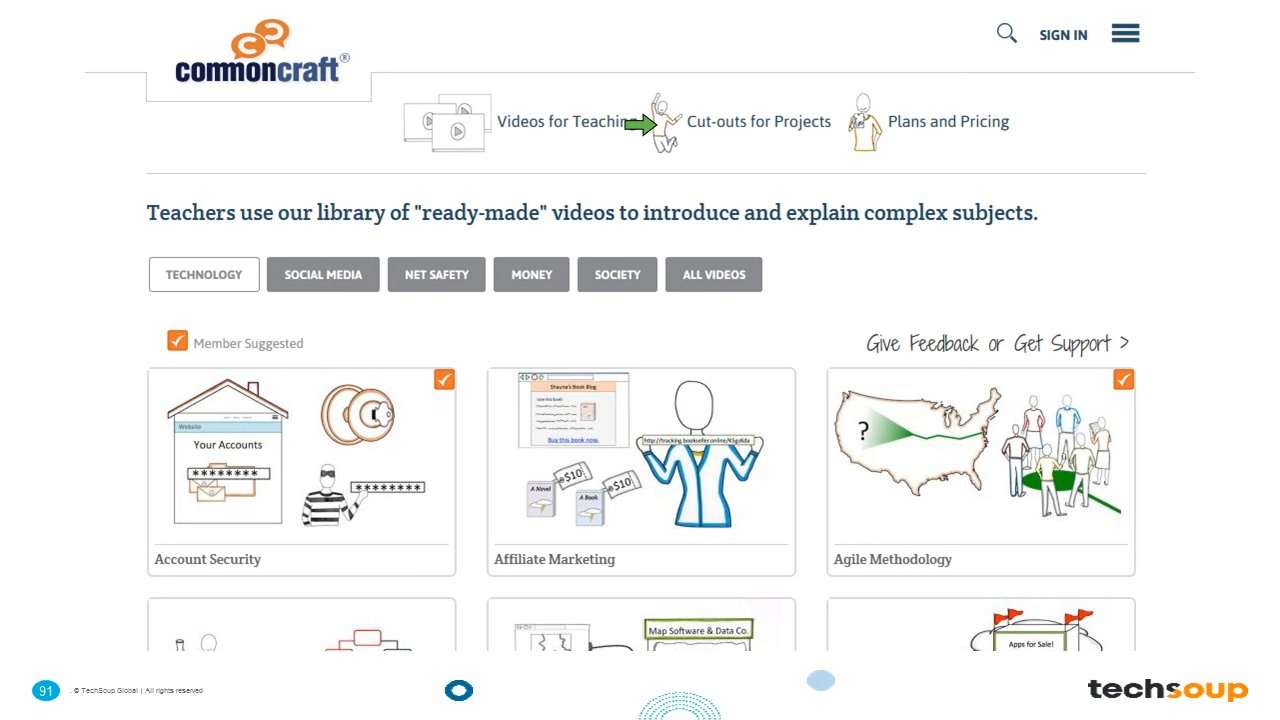 commoncraft®
SIGN IN
Videos for Teaching
Cut-outs for Projects
Plans and Pricing
Teachers use our library of "ready-made" videos to introduce and explain complex subjects.
TECHNOLOGY
SOCIAL MEDIA
NET SAFETY
MONEY
SOCIETY
ALL VIDEOS
Member Suggested
Give Feedback or Get Support >
Website
Your Accounts
********
********
Account Security
Shauna's Book Blog
Buy this book now.
http://tracking.bookseller.online/KSgsKda
$10
$10
A Novel
A Book
Affiliate Marketing
?
Agile Methodology
Map Software & Data Co.
Apps for Sale!
91
. © TechSoup Global | All rights reserved
techsoup